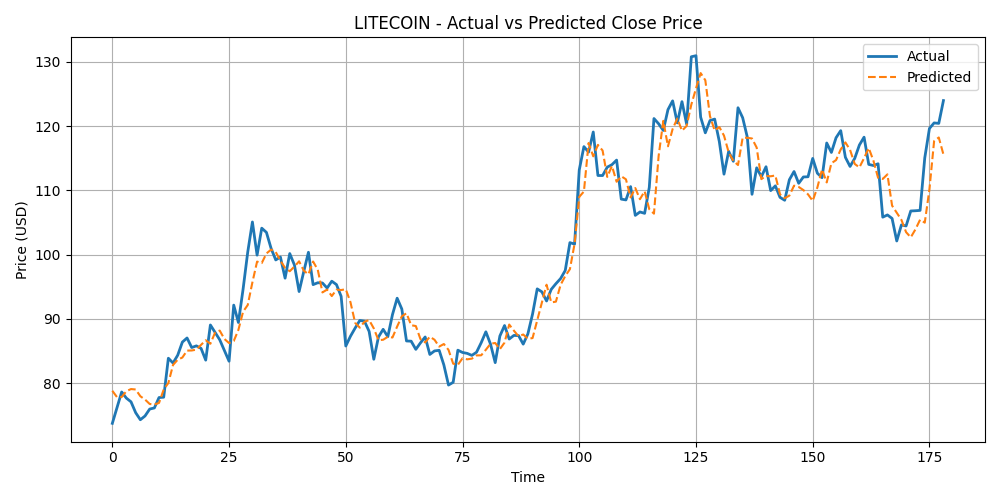 LITECOIN - Actual vs Predicted Close Price
Actual
Predicted
Price (USD)
130
120
110
100
90
80
0 25 50 75 100 125 150 175
Time